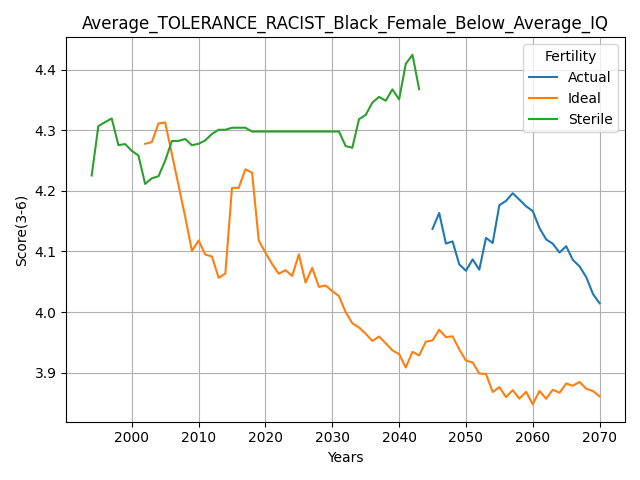 Average_TOLERANCE_RACIST_Black_Female_Below_Average_IQ
Fertility
Actual
Ideal
Sterile
Score(3-6)
4.4
4.3
4.2
4.1
4.0
3.9
2000 2010 2020 2030 2040 2050 2060 2070
Years